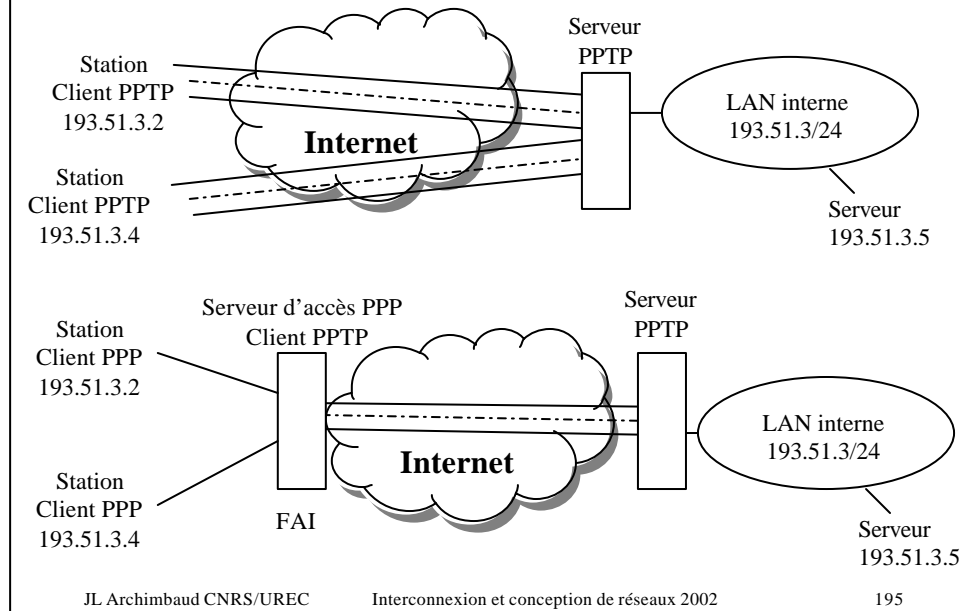 Serveur
PPTP
Station
Client PPTP
193.51.3.2
Internet
LAN interne
193.51.3/24
Station
Client PPTP
193.51.3.4
Serveur
193.51.3.5
Serveur d'accès PPP
Client PPTP
Serveur
PPTP
Station
Client PPP
193.51.3.2
Internet
LAN interne
193.51.3/24
Station
Client PPP
193.51.3.4
FAI
Serveur
193.51.3.5
JL Archimbaud CNRS/UREC Interconnexion et conception de réseaux 2002 195